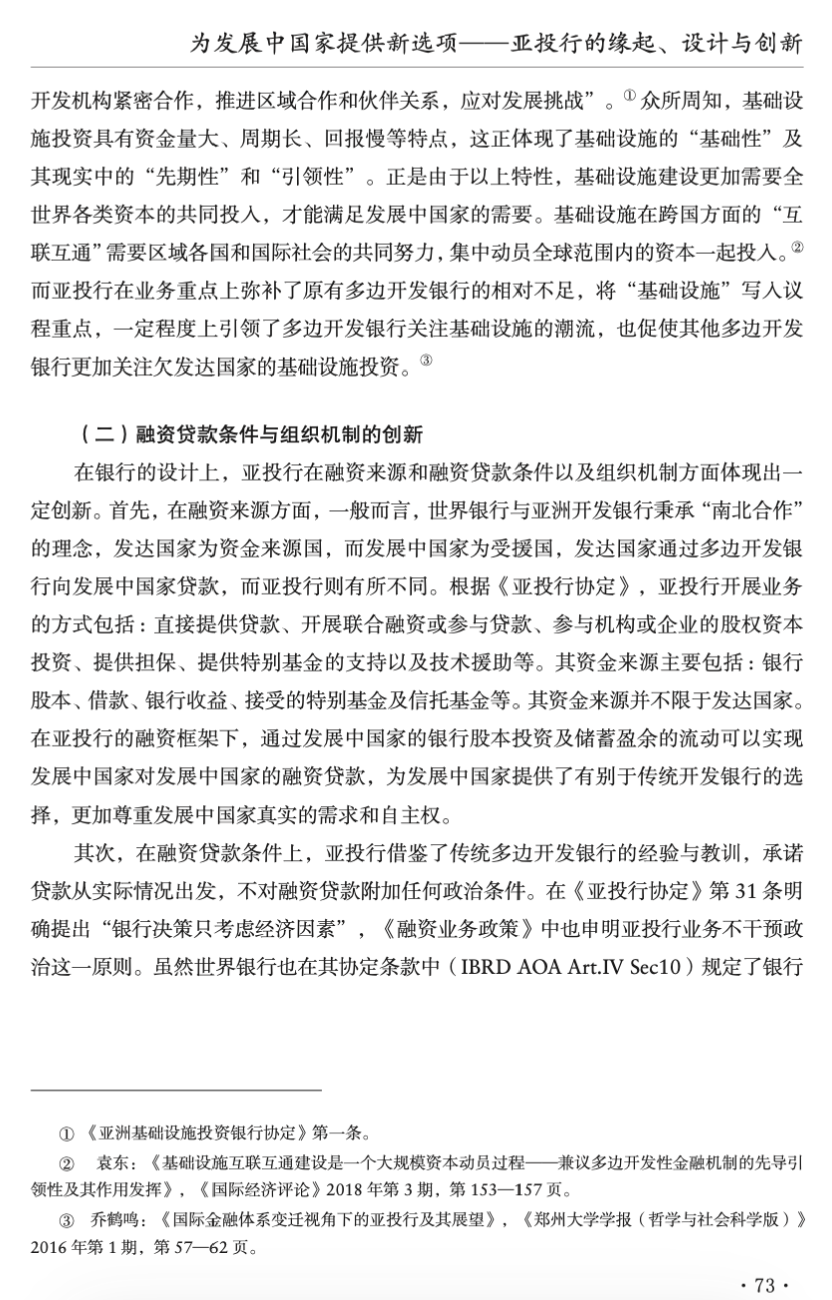 为发展中国家提供新选项——亚投行的缘起、设计与创新
开发机构紧密合作，推进区域合作和伙伴关系，应对发展挑战”。①众所周知，基础设
施投资具有资金量大、周期长、回报慢等特点，这正体现了基础设施的“基础性”及
其现实中的“先期性”和“引领性”。正是由于以上特性，基础设施建设更加需要全
世界各类资本的共同投入，才能满足发展中国家的需要。基础设施在跨国方面的“互
联互通”需要区域各国和国际社会的共同努力，集中动员全球范围内的资本一起投入。②
而亚投行在业务重点上弥补了原有多边开发银行的相对不足，将“基础设施”写入议
程重点，一定程度上引领了多边开发银行关注基础设施的潮流，也促使其他多边开发
银行更加关注欠发达国家的基础设施投资。③
（二）融资贷款条件与组织机制的创新
在银行的设计上，亚投行在融资来源和融资贷款条件以及组织机制方面体现出一
定创新。首先，在融资来源方面，一般而言，世界银行与亚洲开发银行秉承“南北合作”
的理念，发达国家为资金来源国，而发展中国家为受援国，发达国家通过多边开发银
行向发展中国家贷款，而亚投行则有所不同。根据《亚投行协定》，亚投行开展业务
的方式包括：直接提供贷款、开展联合融资或参与贷款、参与机构或企业的股权资本
投资、提供担保、提供特别基金的支持以及技术援助等。其资金来源主要包括：银行
股本、借款、银行收益、接受的特别基金及信托基金等。其资金来源并不限于发达国家。
在亚投行的融资框架下，通过发展中国家的银行股本投资及储蓄盈余的流动可以实现
发展中国家对发展中国家的融资贷款，为发展中国家提供了有别于传统开发银行的选
择，更加尊重发展中国家真实的需求和自主权。
其次，在融资贷款条件上，亚投行借鉴了传统多边开发银行的经验与教训，承诺
贷款从实际情况出发，不对融资贷款附加任何政治条件。在《亚投行协定》第 31 条明
确提出“银行决策只考虑经济因素”，《融资业务政策》中也申明亚投行业务不干预政
治这一原则。虽然世界银行也在其协定条款中（IBRD AOA Art.IV Sec10）规定了银行
① 《亚洲基础设施投资银行协定》第一条。
② 袁东：《基础设施互联互通建设是一个大规模资本动员过程——兼议多边开发性金融机制的先导引
领性及其作用发挥》，《国际经济评论》2018 年第 3 期，第 153—157 页。
③ 乔鹤鸣：《国际金融体系变迁视角下的亚投行及其展望》，《郑州大学学报（哲学与社会科学版）》
2016 年第 1 期，第 57—62 页。
· 73 ·